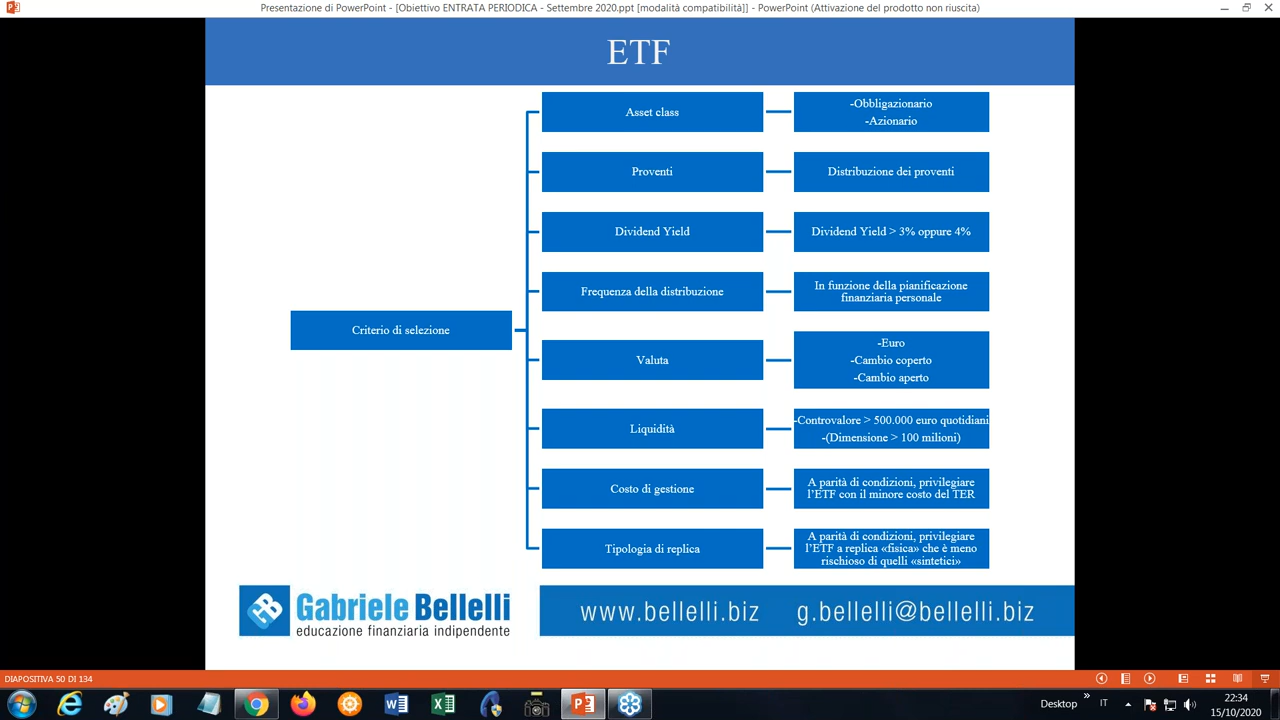 Presentazione di PowerPoint - [Obiettivo ENTRATA PERIODICA - Settembre 2020.ppt [modalità compatibilità]] - PowerPoint (Attivazione del prodotto non riuscita)
ETF
Criterio di selezione
Asset class
-Obbligazionario
-Azionario
Proventi
Distribuzione dei proventi
Dividend Yield
Dividend Yield > 3% oppure 4%
Frequenza della distribuzione
In funzione della pianificazione
finanziaria personale
Valuta
-Euro
-Cambio coperto
-Cambio aperto
Liquidità
-Controvalore > 500.000 euro quotidiani
-(Dimensione > 100 milioni)
Costo di gestione
A parità di condizioni, privilegiare
l’ETF con il minore costo del TER
Tipologia di replica
A parità di condizioni, privilegiare
l’ETF a replica «fisica» che è meno
rischioso di quelli «sintetici»
Gabriele Bellelli
educazione finanziaria indipendente
www.bellelli.biz g.bellelli@bellelli.biz
DIAPOSITIVA 50 DI 134
Desktop
IT
22:34
15/10/2020